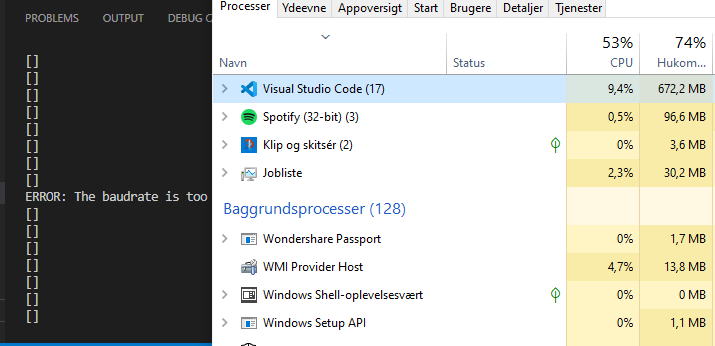 PROBLEMS OUTPUT DEBUG C
[]
[]
[]
[]
[]
[]
[]
[]
ERROR: The baudrate is too
[]
[]
[]
[]
[]
[]
[]
Processer Ydeevne Appoversigt Start Brugere Detaljer Tjenester
53% 74%
Navn Status CPU Hukom...
Visual Studio Code (17) 9,4% 672,2 MB
Spotify (32-bit) (3) 0,5% 96,6 MB
Klip og skitsér (2) 0% 3,6 MB
Jobliste 2,3% 30,2 MB
Baggrundsprocesser (128)
Wondershare Passport 0% 1,7 MB
WMI Provider Host 4,7% 13,8 MB
Windows Shell-oplevelsesvært 0% 0 MB
Windows Setup API 0% 1,1 MB